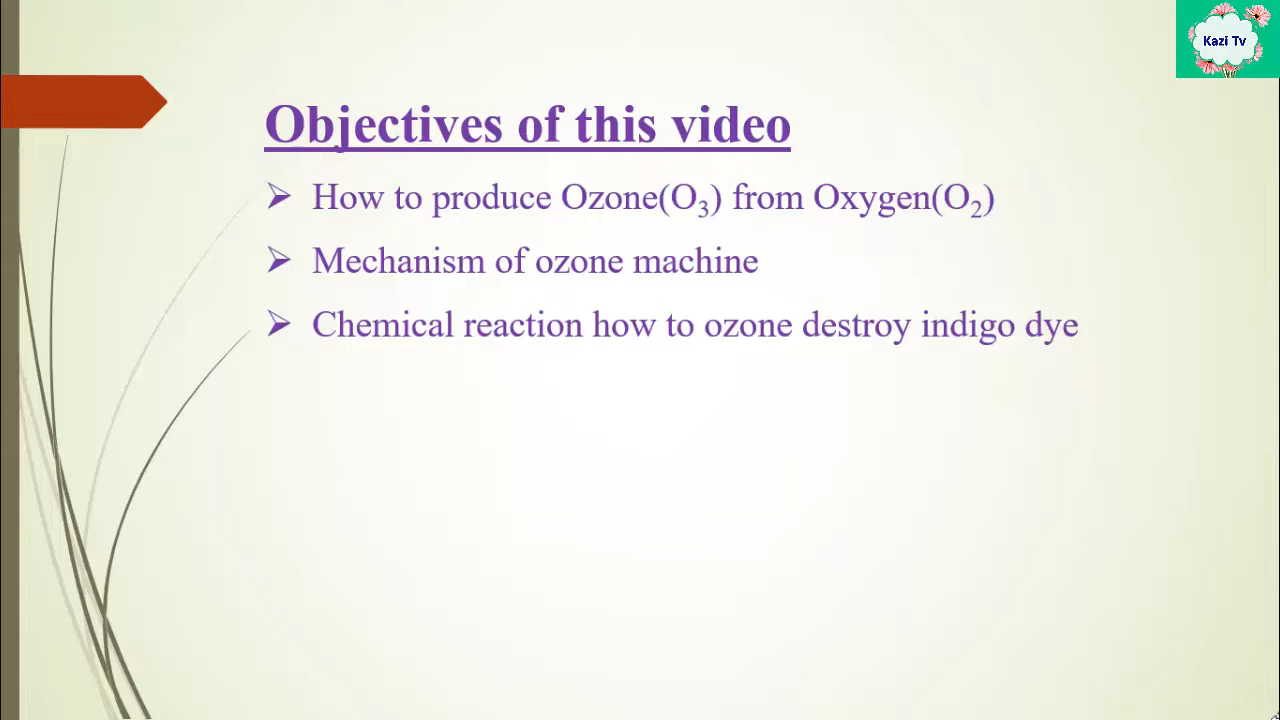 Kazi Tv
Objectives of this video
➢ How to produce Ozone(O₃) from Oxygen(O₂)
➢ Mechanism of ozone machine
➢ Chemical reaction how to ozone destroy indigo dye